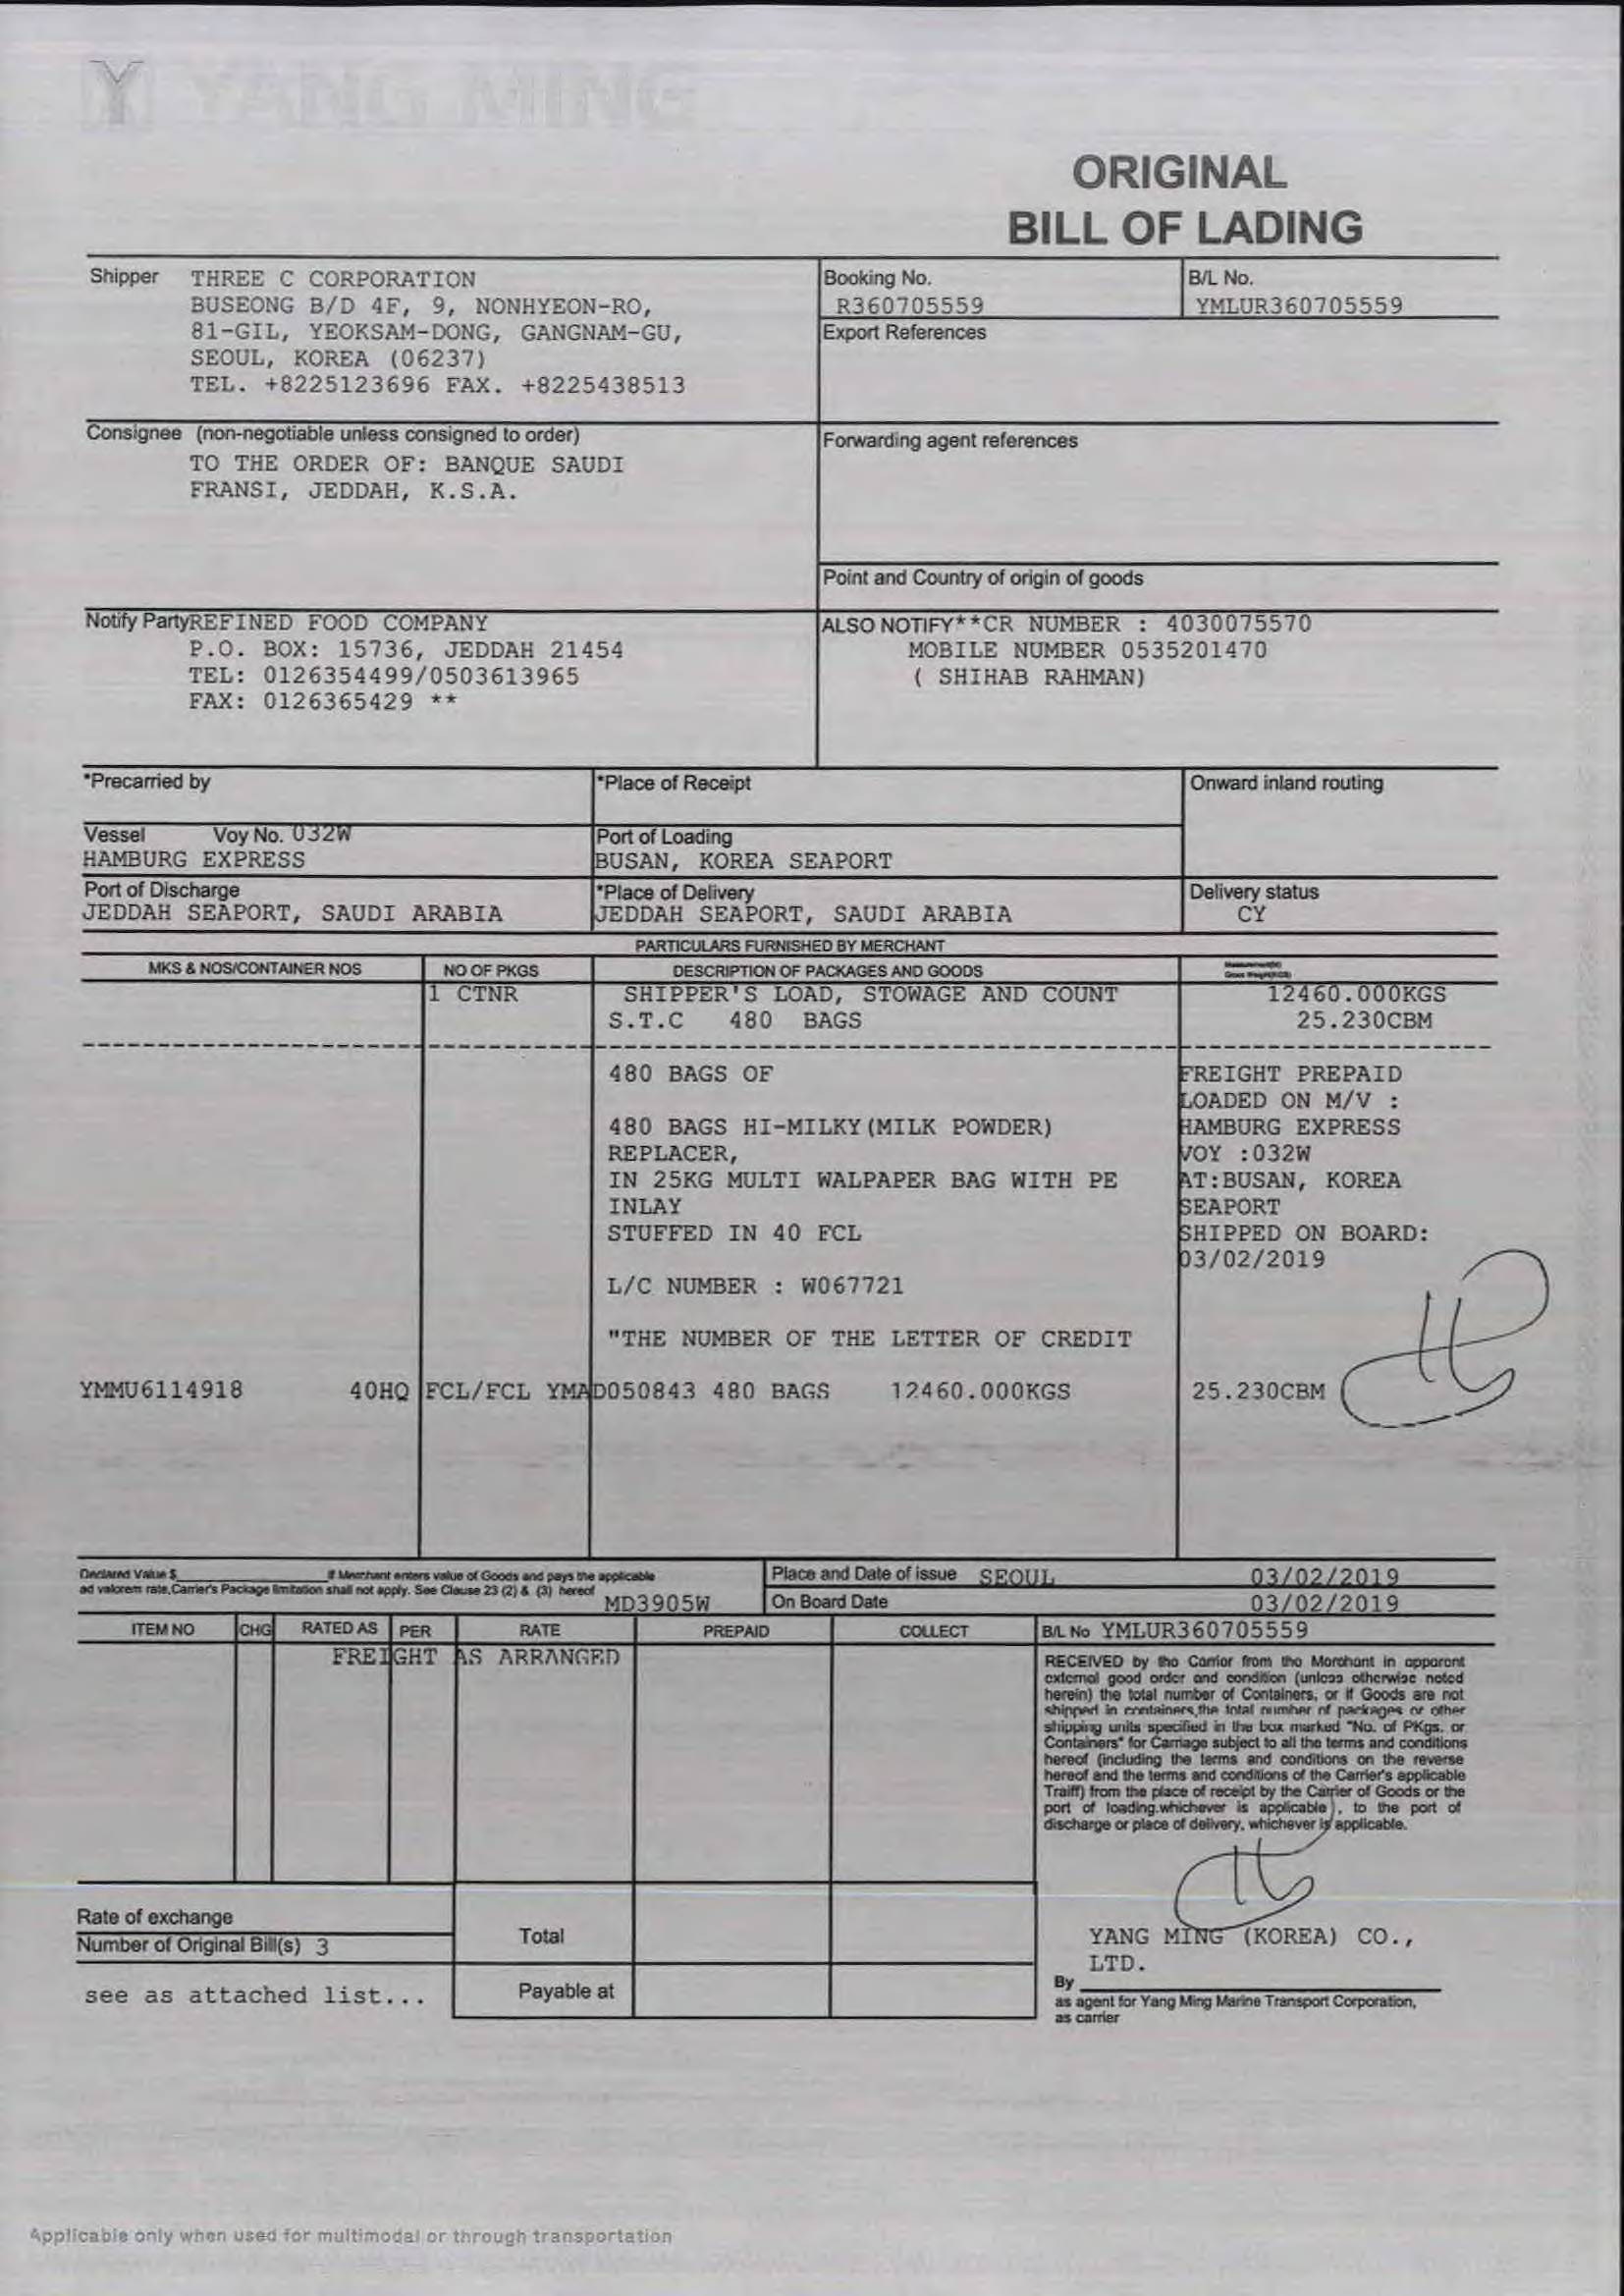 Y YANG MING
ORIGINAL
BILL OF LADING
Shipper THREE C CORPORATION
BUSEONG B/D 4F, 9, NONHYEON-RO,
81-GIL, YEOKSAM-DONG, GANGNAM-GU,
SEOUL, KOREA (06237)
TEL. +8225123696 FAX. +8225438513
Booking No.
R360705559
B/L No.
YMLUR360705559
Export References
Consignee (non-negotiable unless consigned to order)
TO THE ORDER OF: BANQUE SAUDI
FRANSI, JEDDAH, K.S.A.
Forwarding agent references
Point and Country of origin of goods
Notify Party REFINED FOOD COMPANY
P.O. BOX: 15736, JEDDAH 21454
TEL: 0126354499/0503613965
FAX: 0126365429 **
ALSO NOTIFY**CR NUMBER : 4030075570
MOBILE NUMBER 0535201470
( SHIHAB RAHMAN)
*Precarried by
*Place of Receipt
Onward inland routing
Vessel Voy No. 032W
HAMBURG EXPRESS
Port of Loading
BUSAN, KOREA SEAPORT
Port of Discharge
JEDDAH SEAPORT, SAUDI ARABIA
*Place of Delivery
JEDDAH SEAPORT, SAUDI ARABIA
Delivery status
CY
PARTICULARS FURNISHED BY MERCHANT
MKS & NOS/CONTAINER NOS NO OF PKGS DESCRIPTION OF PACKAGES AND GOODS
1 CTNR SHIPPER'S LOAD, STOWAGE AND COUNT 12460.000KGS
S.T.C 480 BAGS 25.230CBM
480 BAGS OF
480 BAGS HI-MILKY(MILK POWDER)
REPLACER,
IN 25KG MULTI WALPAPER BAG WITH PE
INLAY
STUFFED IN 40 FCL
L/C NUMBER : W067721
"THE NUMBER OF THE LETTER OF CREDIT
FREIGHT PREPAID
LOADED ON M/V :
HAMBURG EXPRESS
VOY :032W
AT:BUSAN, KOREA
SEAPORT
SHIPPED ON BOARD:
03/02/2019
YMMU6114918 40HQ FCL/FCL YMAD050843 480 BAGS 12460.000KGS 25.230CBM
Declared Value $ If Merchant enters value of Goods and pays the applicable
ad valorem rate,Carrier's Package limitation shall not apply. See Clause 23 (2) & (3) hereof
MD3905W
Place and Date of issue SEOUL 03/02/2019
On Board Date 03/02/2019
ITEM NO CHG RATED AS PER RATE PREPAID COLLECT
B/L No YMLUR360705559
FREIGHT AS ARRANGED
RECEIVED by the Carrier from the Merchant in apparent
external good order and condition (unless otherwise noted
herein) the total number of Containers, or if Goods are not
shipped in containers,the total number of packages or other
shipping units specified in the box marked "No. of PKgs. or
Containers" for Carriage subject to all the terms and conditions
hereof (including the terms and conditions on the reverse
hereof and the terms and conditions of the Carrier's applicable
Traiff) from the place of receipt by the Carrier of Goods or the
port of loading.whichever is applicable), to the port of
discharge or place of delivery, whichever is applicable.
Rate of exchange
Number of Original Bill(s) 3
see as attached list...
Total
Payable at
YANG MING (KOREA) CO.,
LTD.
By
as agent for Yang Ming Marine Transport Corporation,
as carrier
Applicable only when used for multimodal or through transportation